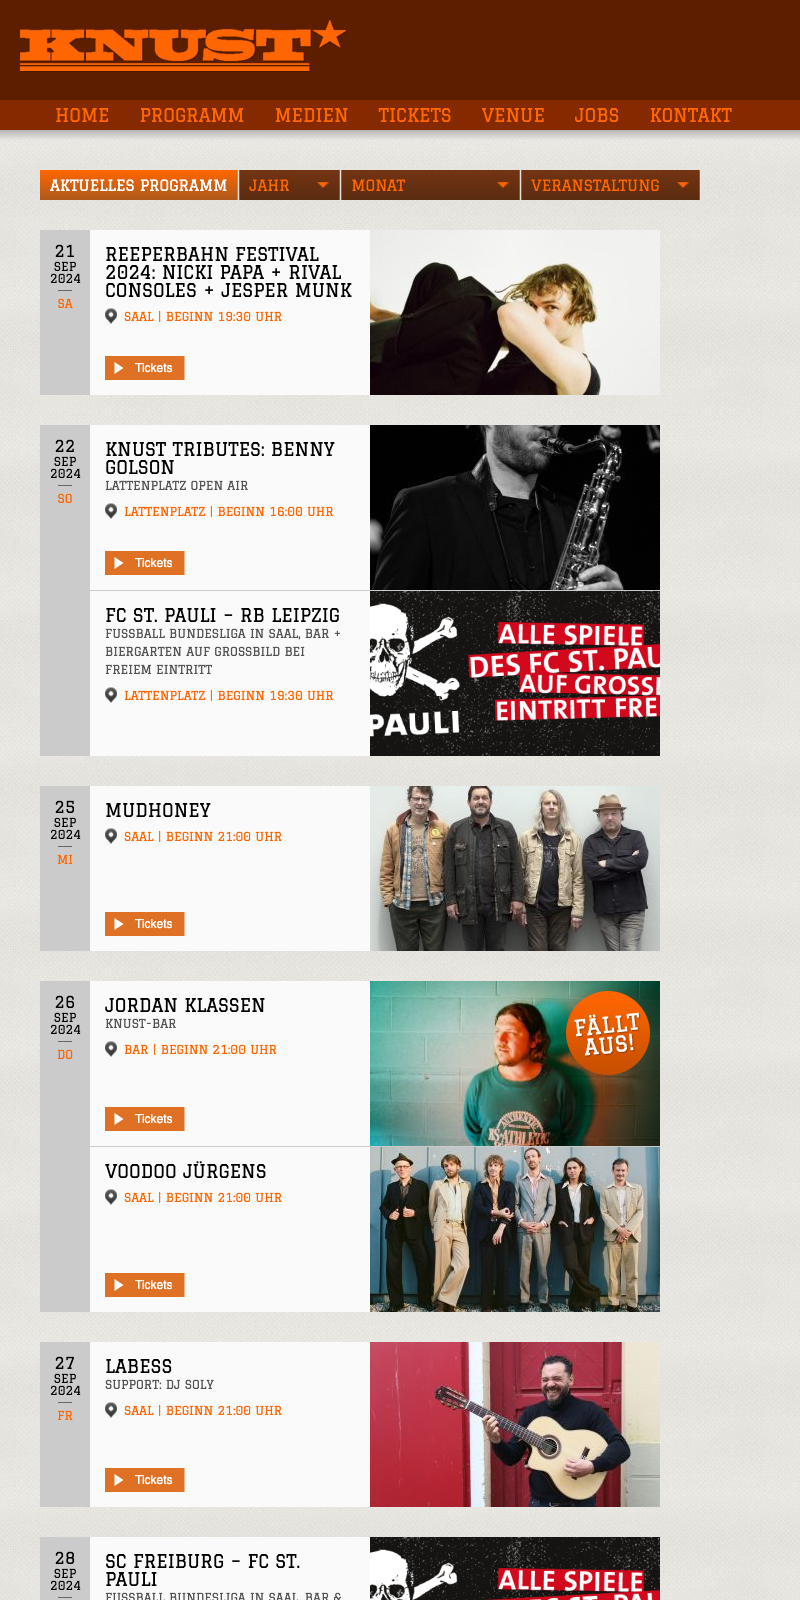 KNUST
HOME PROGRAMM MEDIEN TICKETS VENUE JOBS KONTAKT
AKTUELLES PROGRAMM JAHR MONAT VERANSTALTUNG
21
SEP
2024
SA
REEPERBAHN FESTIVAL
2024: NICKI PAPA + RIVAL
CONSOLES + JESPER MUNK
SAAL | BEGINN 19:30 UHR
Tickets
22
SEP
2024
SO
KNUST TRIBUTES: BENNY
GOLSON
LATTENPLATZ OPEN AIR
LATTENPLATZ | BEGINN 16:00 UHR
Tickets
FC ST. PAULI – RB LEIPZIG
FUSSBALL BUNDESLIGA IN SAAL, BAR +
BIERGARTEN AUF GROSSBILD BEI
FREIEM EINTRITT
LATTENPLATZ | BEGINN 19:30 UHR
PAULI
ALLE SPIELE
DES FC ST. PAU
AUF GROSS
EINTRITT FRE
25
SEP
2024
MI
MUDHONEY
SAAL | BEGINN 21:00 UHR
Tickets
26
SEP
2024
DO
JORDAN KLASSEN
KNUST-BAR
BAR | BEGINN 21:00 UHR
Tickets
FÄLLT
AUS!
AUTHENTIC
ATHLETIC
VOODOO JÜRGENS
SAAL | BEGINN 21:00 UHR
Tickets
27
SEP
2024
FR
LABESS
SUPPORT: DJ SOLY
SAAL | BEGINN 21:00 UHR
Tickets
28
SEP
2024
SC FREIBURG – FC ST.
PAULI
FUSSBALL BUNDESLIGA IN SAAL, BAR &
ALLE SPIELE